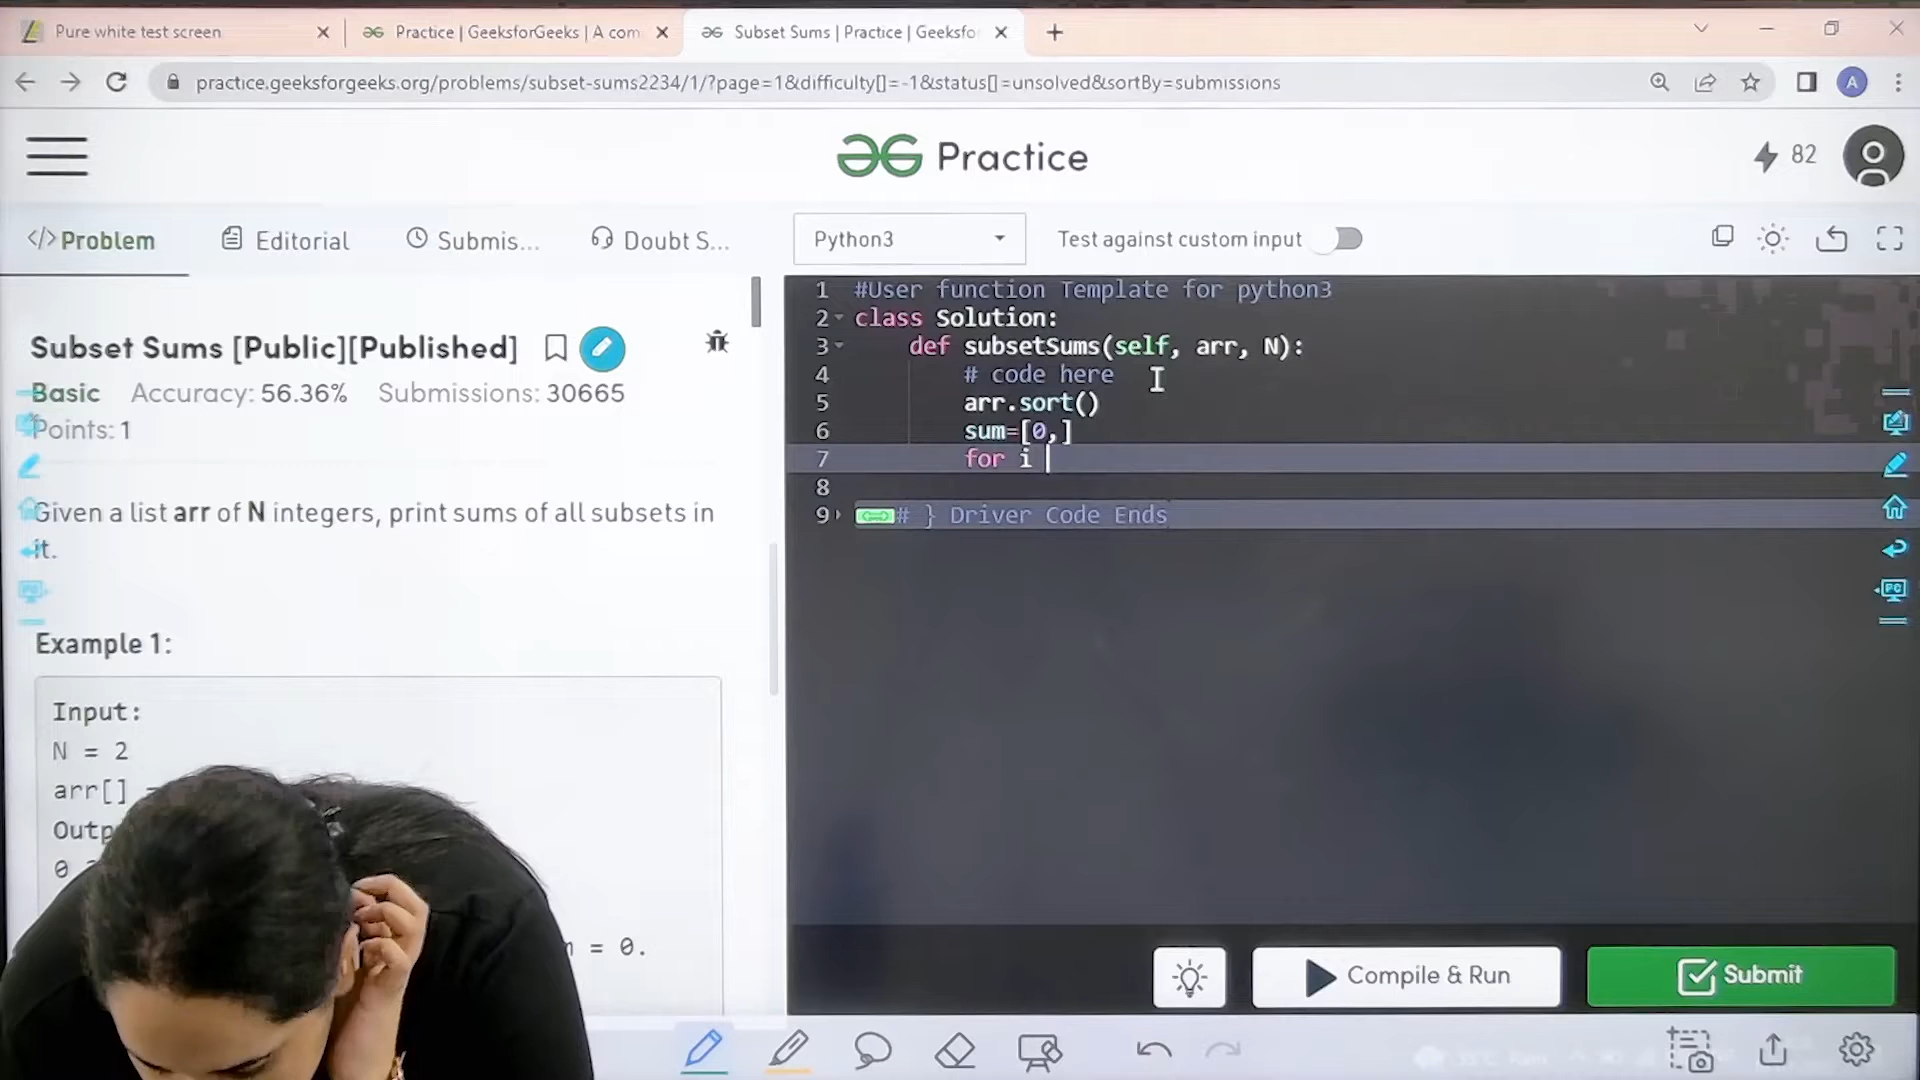 Pure white test screen
Practice | GeeksforGeeks | A com
Subset Sums | Practice | Geeksfo
practice.geeksforgeeks.org/problems/subset-sums2234/1/?page=1&difficulty[]=-1&status[]=unsolved&sortBy=submissions
A
Practice
82
</> Problem
Editorial
Submis...
Doubt S...
Python3
Test against custom input
Subset Sums [Public][Published]
Basic Accuracy: 56.36% Submissions: 30665
Points: 1
Given a list arr of N integers, print sums of all subsets in
it.
Example 1:
Input:
N = 2
arr[]
Outp
0
= 0.
1 #User function Template for python3
2 class Solution:
3 def subsetSums(self, arr, N):
4 # code here
5 arr.sort()
6 sum=[0,]
7 for i
8
9 # } Driver Code Ends
PC
PC
Compile & Run
Submit